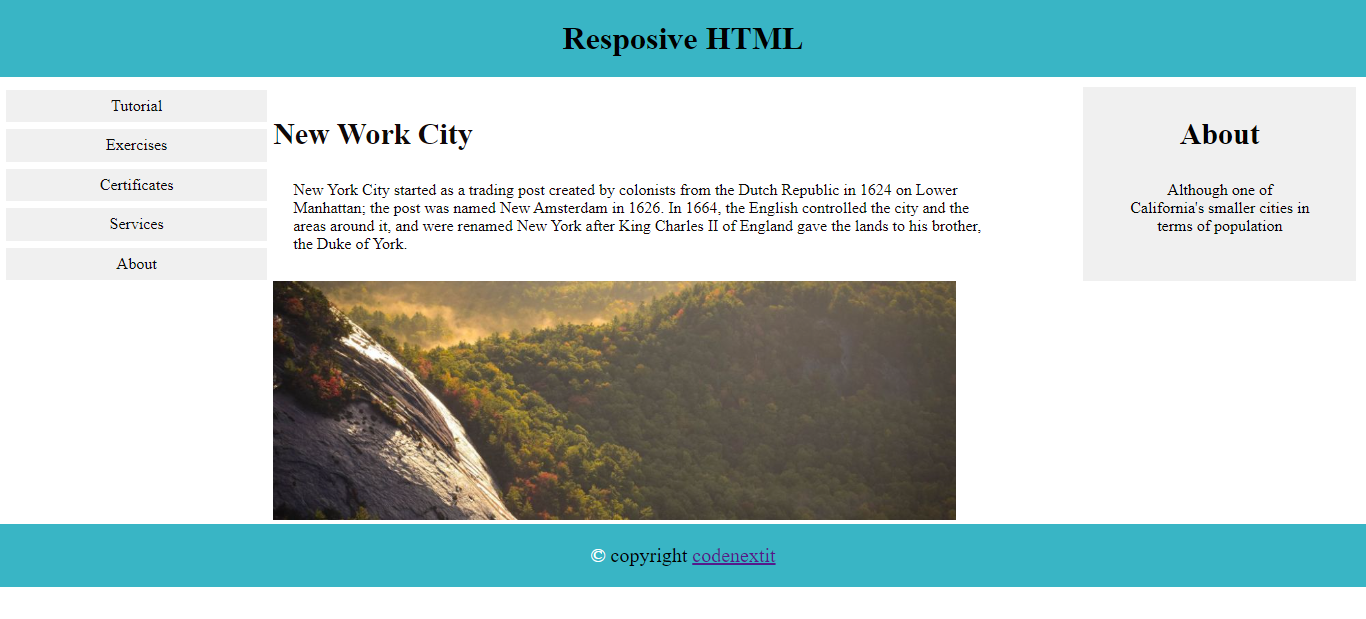 Resposive HTML
Tutorial
Exercises
Certificates
Services
About
New Work City
New York City started as a trading post created by colonists from the Dutch Republic in 1624 on Lower
Manhattan; the post was named New Amsterdam in 1626. In 1664, the English controlled the city and the
areas around it, and were renamed New York after King Charles II of England gave the lands to his brother,
the Duke of York.
About
Although one of
California's smaller cities in
terms of population
© copyright codenextit